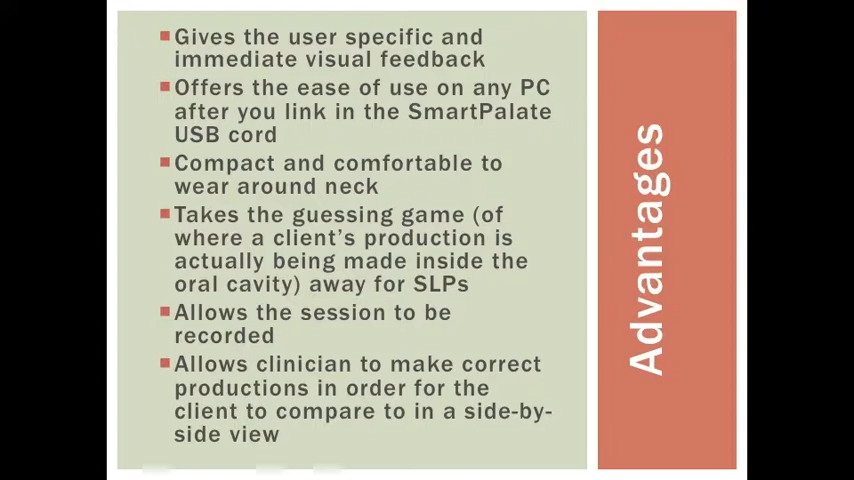 Gives the user specific and
immediate visual feedback
Offers the ease of use on any PC
after you link in the SmartPalate
USB cord
Compact and comfortable to
wear around neck
Takes the guessing game (of
where a client's production is
actually being made inside the
oral cavity) away for SLPs
Allows the session to be
recorded
Allows clinician to make correct
productions in order for the
client to compare to in a side-by-
side view
Advantages